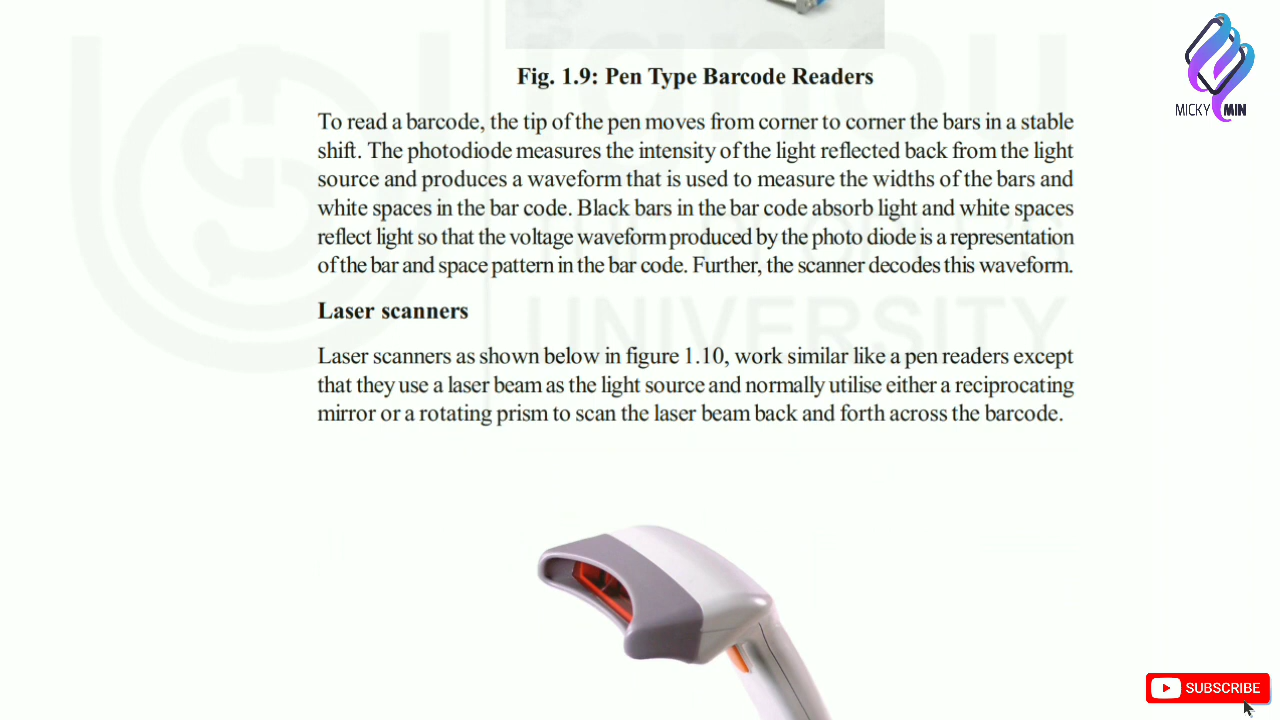 MICKY MIN
Fig. 1.9: Pen Type Barcode Readers
To read a barcode, the tip of the pen moves from corner to corner the bars in a stable
shift. The photodiode measures the intensity of the light reflected back from the light
source and produces a waveform that is used to measure the widths of the bars and
white spaces in the bar code. Black bars in the bar code absorb light and white spaces
reflect light so that the voltage waveform produced by the photo diode is a representation
of the bar and space pattern in the bar code. Further, the scanner decodes this waveform.
UNIVERSITY
Laser scanners
Laser scanners as shown below in figure 1.10, work similar like a pen readers except
that they use a laser beam as the light source and normally utilise either a reciprocating
mirror or a rotating prism to scan the laser beam back and forth across the barcode.
SUBSCRIBE